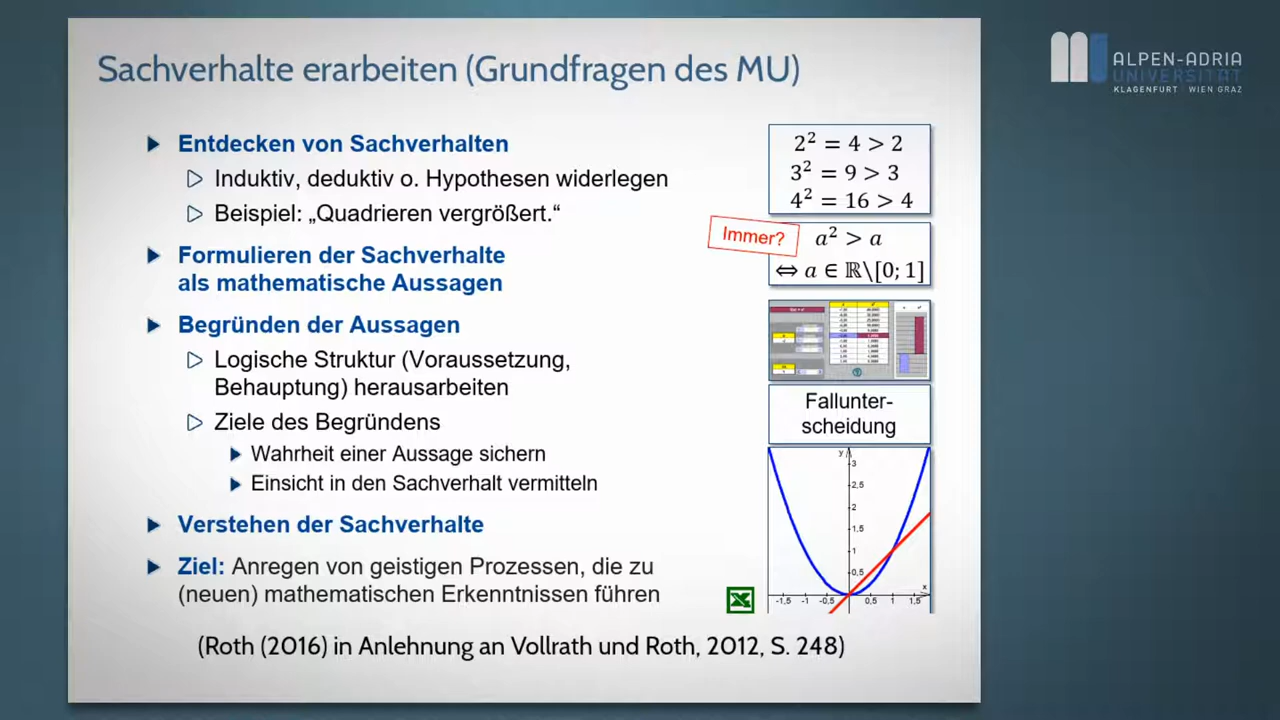 Sachverhalte erarbeiten (Grundfragen des MU)
ALPEN-ADRIA
UNIVERSITÄT
KLAGENFURT | WIEN GRAZ
Entdecken von Sachverhalten
Induktiv, deduktiv o. Hypothesen widerlegen
Beispiel: „Quadrieren vergrößert.“
Formulieren der Sachverhalte
als mathematische Aussagen
Begründen der Aussagen
Logische Struktur (Voraussetzung,
Behauptung) herausarbeiten
Ziele des Begründens
Wahrheit einer Aussage sichern
Einsicht in den Sachverhalt vermitteln
Verstehen der Sachverhalte
Ziel: Anregen von geistigen Prozessen, die zu
(neuen) mathematischen Erkenntnissen führen
2² = 4 > 2
3² = 9 > 3
4² = 16 > 4
Immer?
a² > a
⇔ a ∈ ℝ\[0; 1]
Fallunter-
scheidung
y
3
2,5
2
1,5
1
0,5
x
-1,5 -1 -0,5 0,5 1 1,5
(Roth (2016) in Anlehnung an Vollrath und Roth, 2012, S. 248)